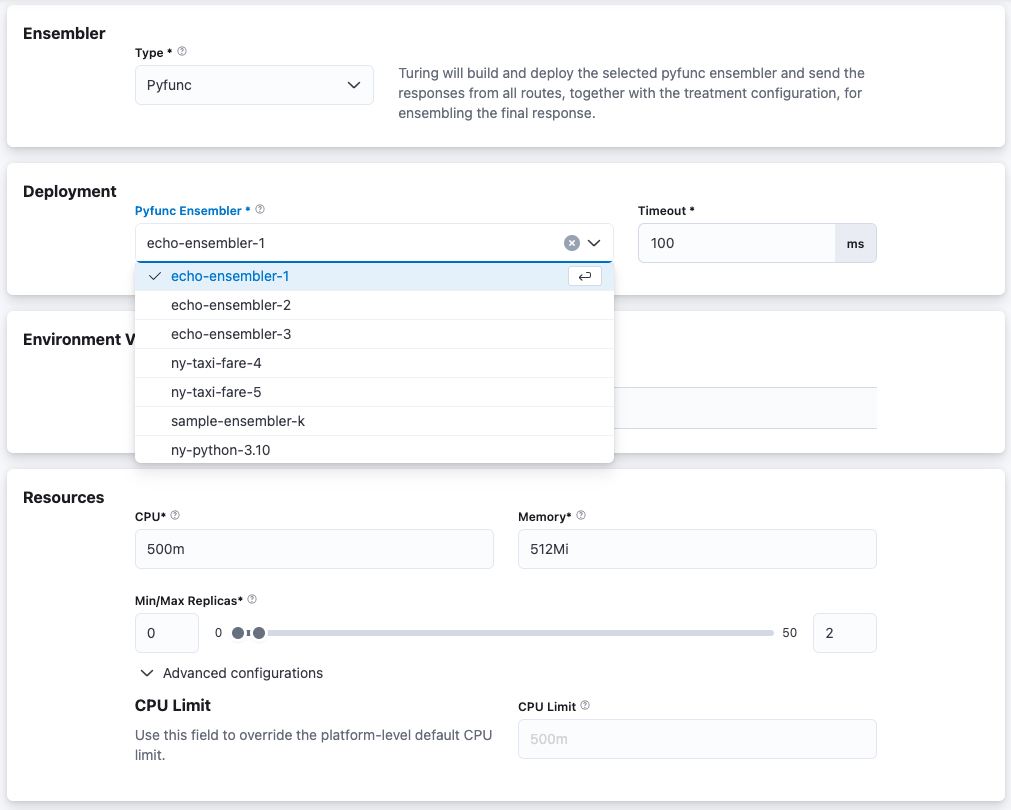 Ensembler
Type *
Pyfunc
Turing will build and deploy the selected pyfunc ensembler and send the
responses from all routes, together with the treatment configuration, for
ensembling the final response.
Deployment
Pyfunc Ensembler *
Timeout *
echo-ensembler-1
100
ms
echo-ensembler-1
echo-ensembler-2
echo-ensembler-3
ny-taxi-fare-4
ny-taxi-fare-5
sample-ensembler-k
ny-python-3.10
Environment V
Resources
CPU*
Memory*
500m
512Mi
Min/Max Replicas*
0
0
50
2
Advanced configurations
CPU Limit
Use this field to override the platform-level default CPU
limit.
CPU Limit
500m